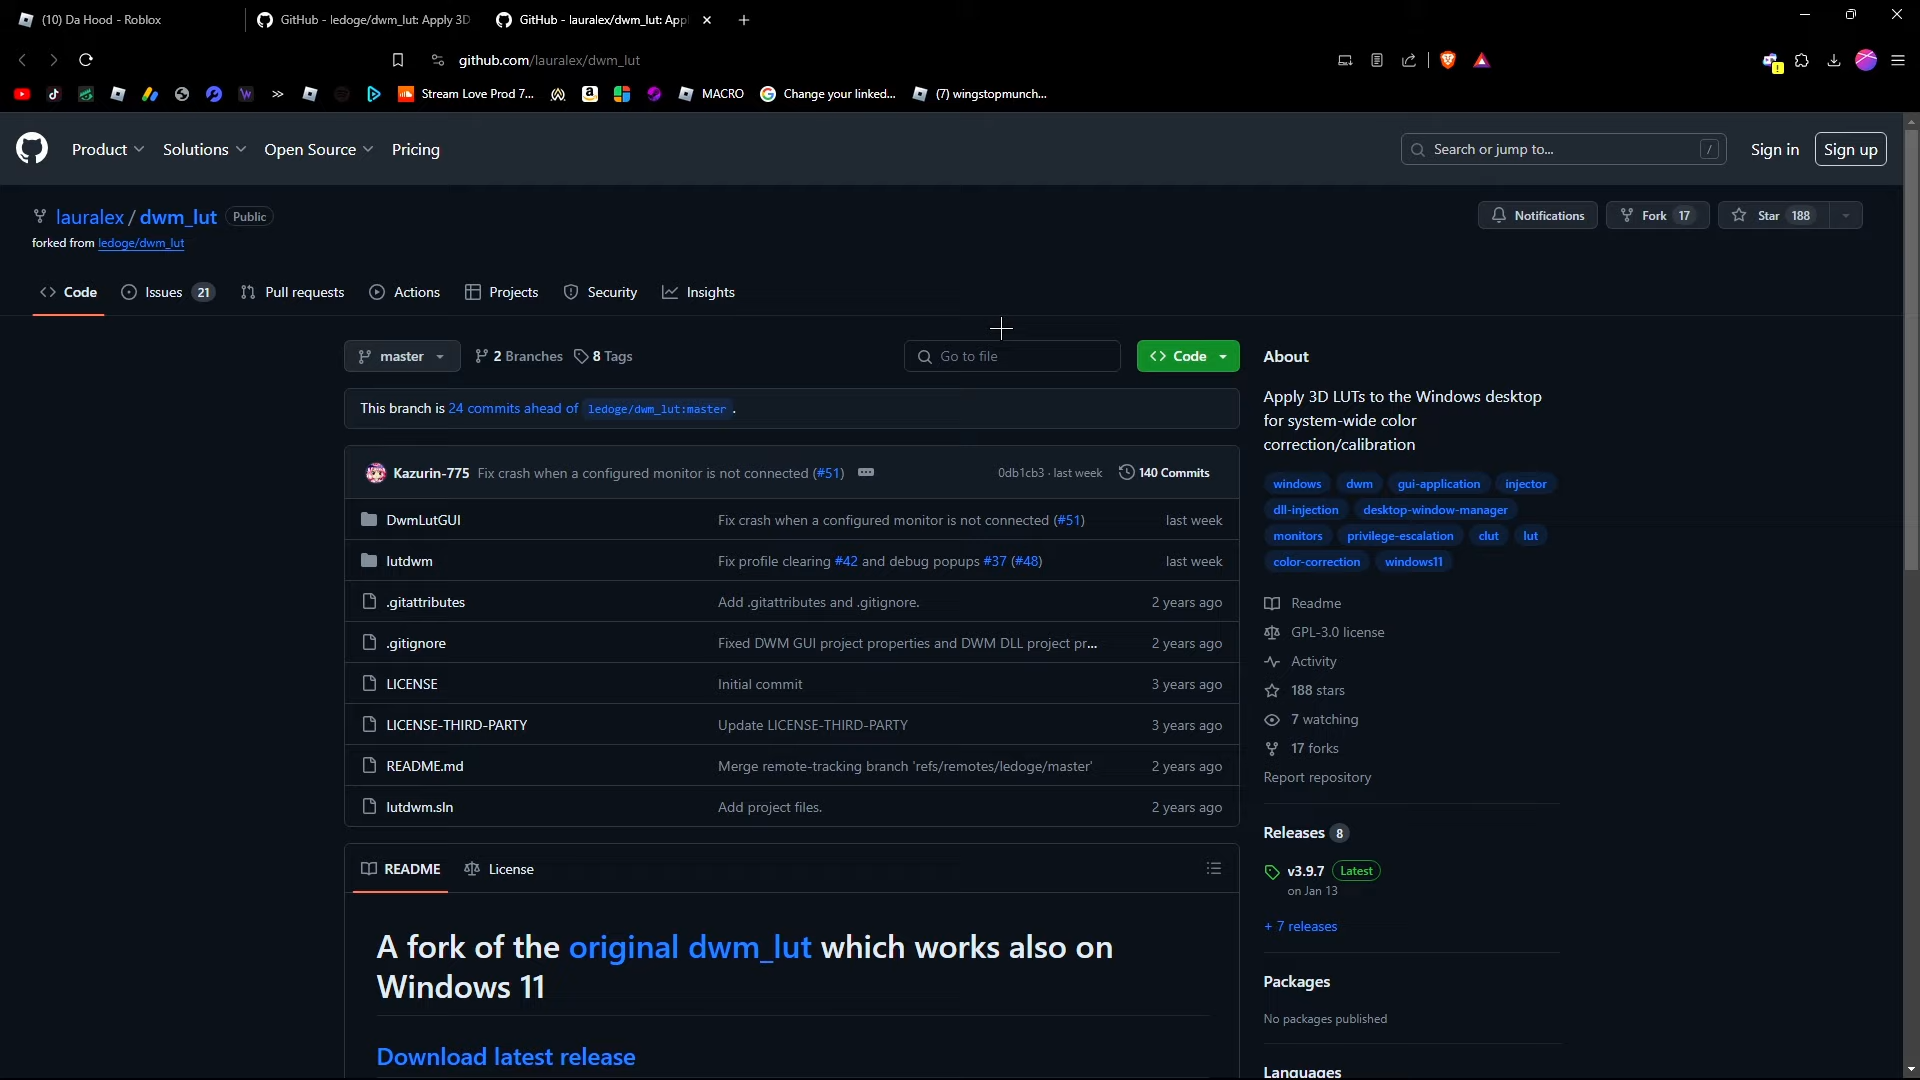 (10) Da Hood - Roblox
GitHub - ledoge/dwm_lut: Apply 3D
GitHub - lauralex/dwm_lut: Appl
github.com/lauralex/dwm_lut
Stream Love Prod 7...
MACRO
Change your linked...
(7) wingstopmunch...
Product
Solutions
Open Source
Pricing
Search or jump to...
/
Sign in
Sign up
lauralex / dwm_lut Public
forked from ledoge/dwm_lut
Notifications
Fork 17
Star 188
Code
Issues 21
Pull requests
Actions
Projects
Security
Insights
master
2 Branches
8 Tags
Go to file
Code
This branch is 24 commits ahead of ledoge/dwm_lut:master .
Kazurin-775 Fix crash when a configured monitor is not connected (#51)
0db1cb3 · last week
140 Commits
DwmLutGUI Fix crash when a configured monitor is not connected (#51) last week
lutdwm Fix profile clearing #42 and debug popups #37 (#48) last week
.gitattributes Add .gitattributes and .gitignore. 2 years ago
.gitignore Fixed DWM GUI project properties and DWM DLL project pr... 2 years ago
LICENSE Initial commit 3 years ago
LICENSE-THIRD-PARTY Update LICENSE-THIRD-PARTY 3 years ago
README.md Merge remote-tracking branch 'refs/remotes/ledoge/master' 2 years ago
lutdwm.sln Add project files. 2 years ago
README
License
A fork of the original dwm_lut which works also on
Windows 11
Download latest release
About
Apply 3D LUTs to the Windows desktop
for system-wide color
correction/calibration
windows dwm gui-application injector
dll-injection desktop-window-manager
monitors privilege-escalation clut lut
color-correction windows11
Readme
GPL-3.0 license
Activity
188 stars
7 watching
17 forks
Report repository
Releases 8
v3.9.7 Latest
on Jan 13
+ 7 releases
Packages
No packages published
Languages